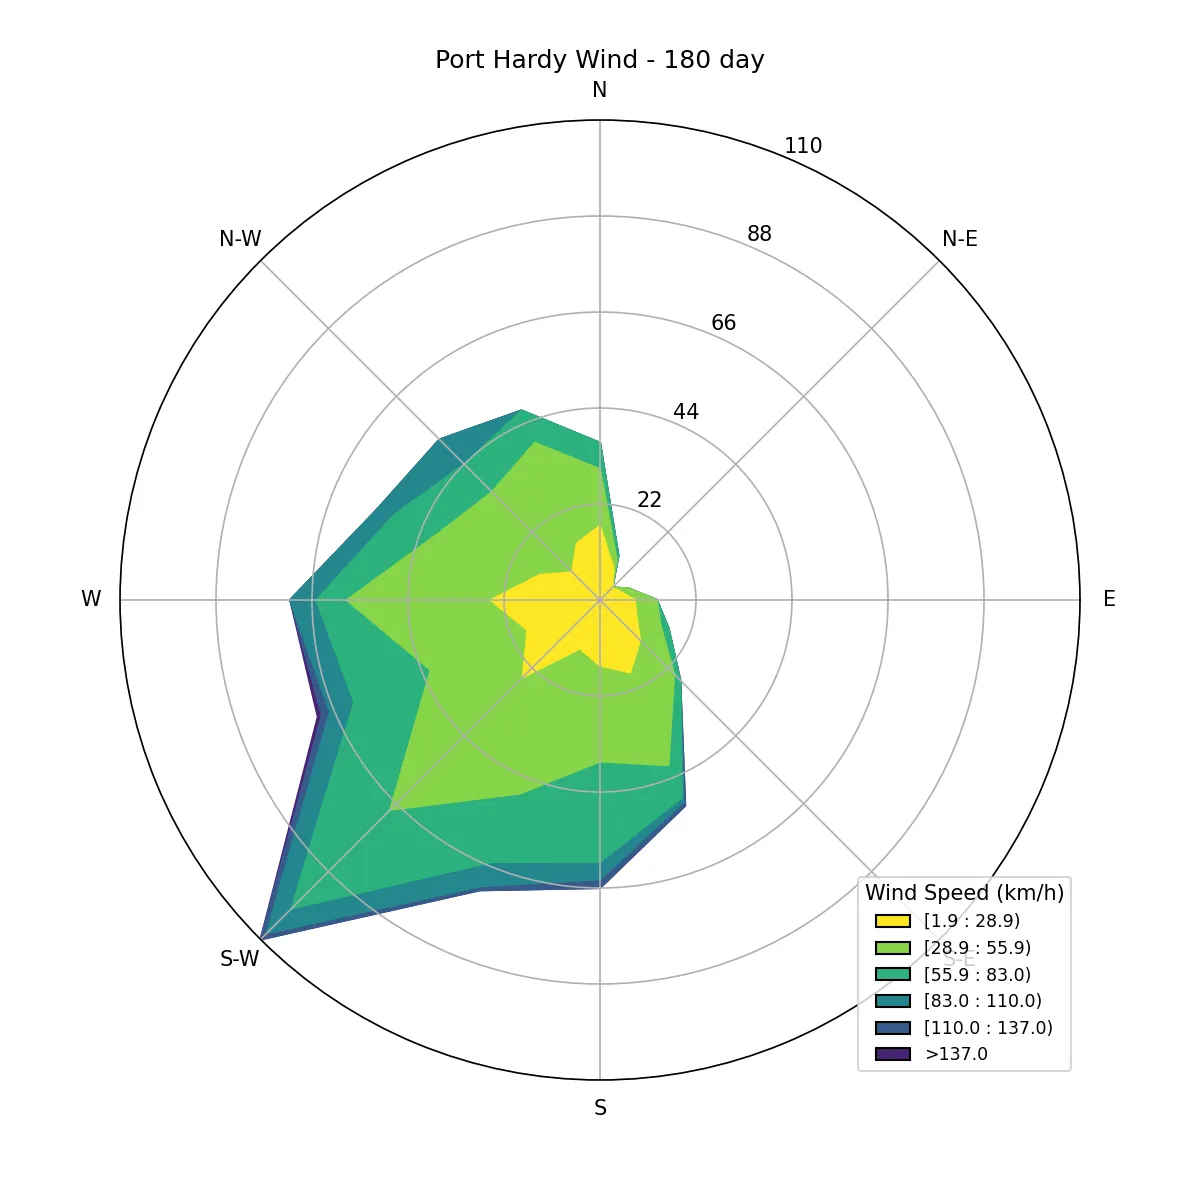 Port Hardy Wind - 180 day
N
110
N-W
88
N-E
66
44
22
W
E
S-W
S-E
Wind Speed (km/h)
[1.9 : 28.9)
[28.9 : 55.9)
[55.9 : 83.0)
[83.0 : 110.0)
[110.0 : 137.0)
>137.0
S